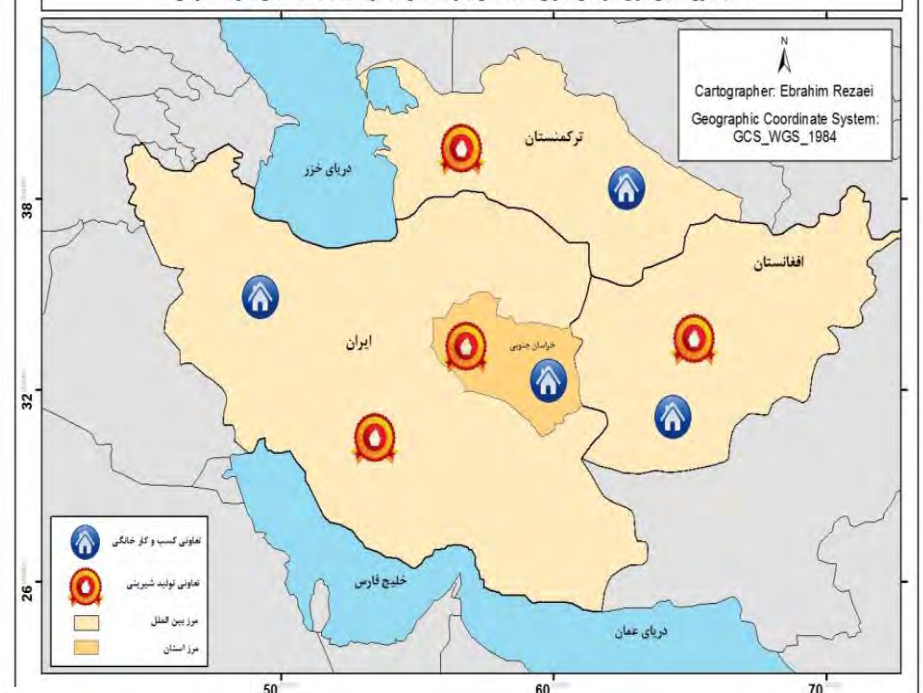 N
Cartographer: Ebrahim Rezaei
Geographic Coordinate System:
GCS_WGS_1984
ترکمنستان
دریای خزر
38
افغانستان
ایران
خراسان جنوبی
32
تعاونی کسب و کار خانگی
تعاونی تولید شیرینی
مرز بین الملل
مرز استان
خلیج فارس
26
دریای عمان
50
60
70